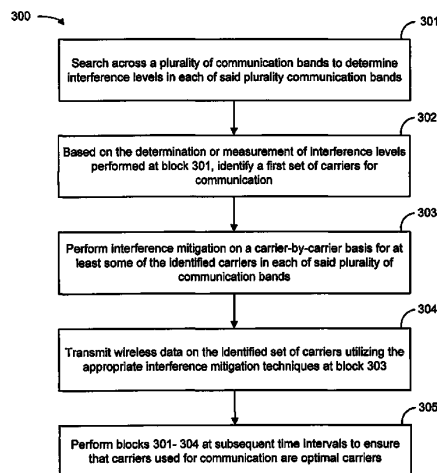 300
301
Search across a plurality of communication bands to determine
interference levels in each of said plurality communication bands
302
Based on the determination or measurement of interference levels
performed at block 301, identify a first set of carriers for
communication
303
Perform interference mitigation on a carrier-by-carrier basis for at
least some of the identified carriers in each of said plurality of
communication bands
304
Transmit wireless data on the identified set of carriers utilizing the
appropriate interference mitigation techniques at block 303
305
Perform blocks 301- 304 at subsequent time intervals to ensure
that carriers used for communication are optimal carriers